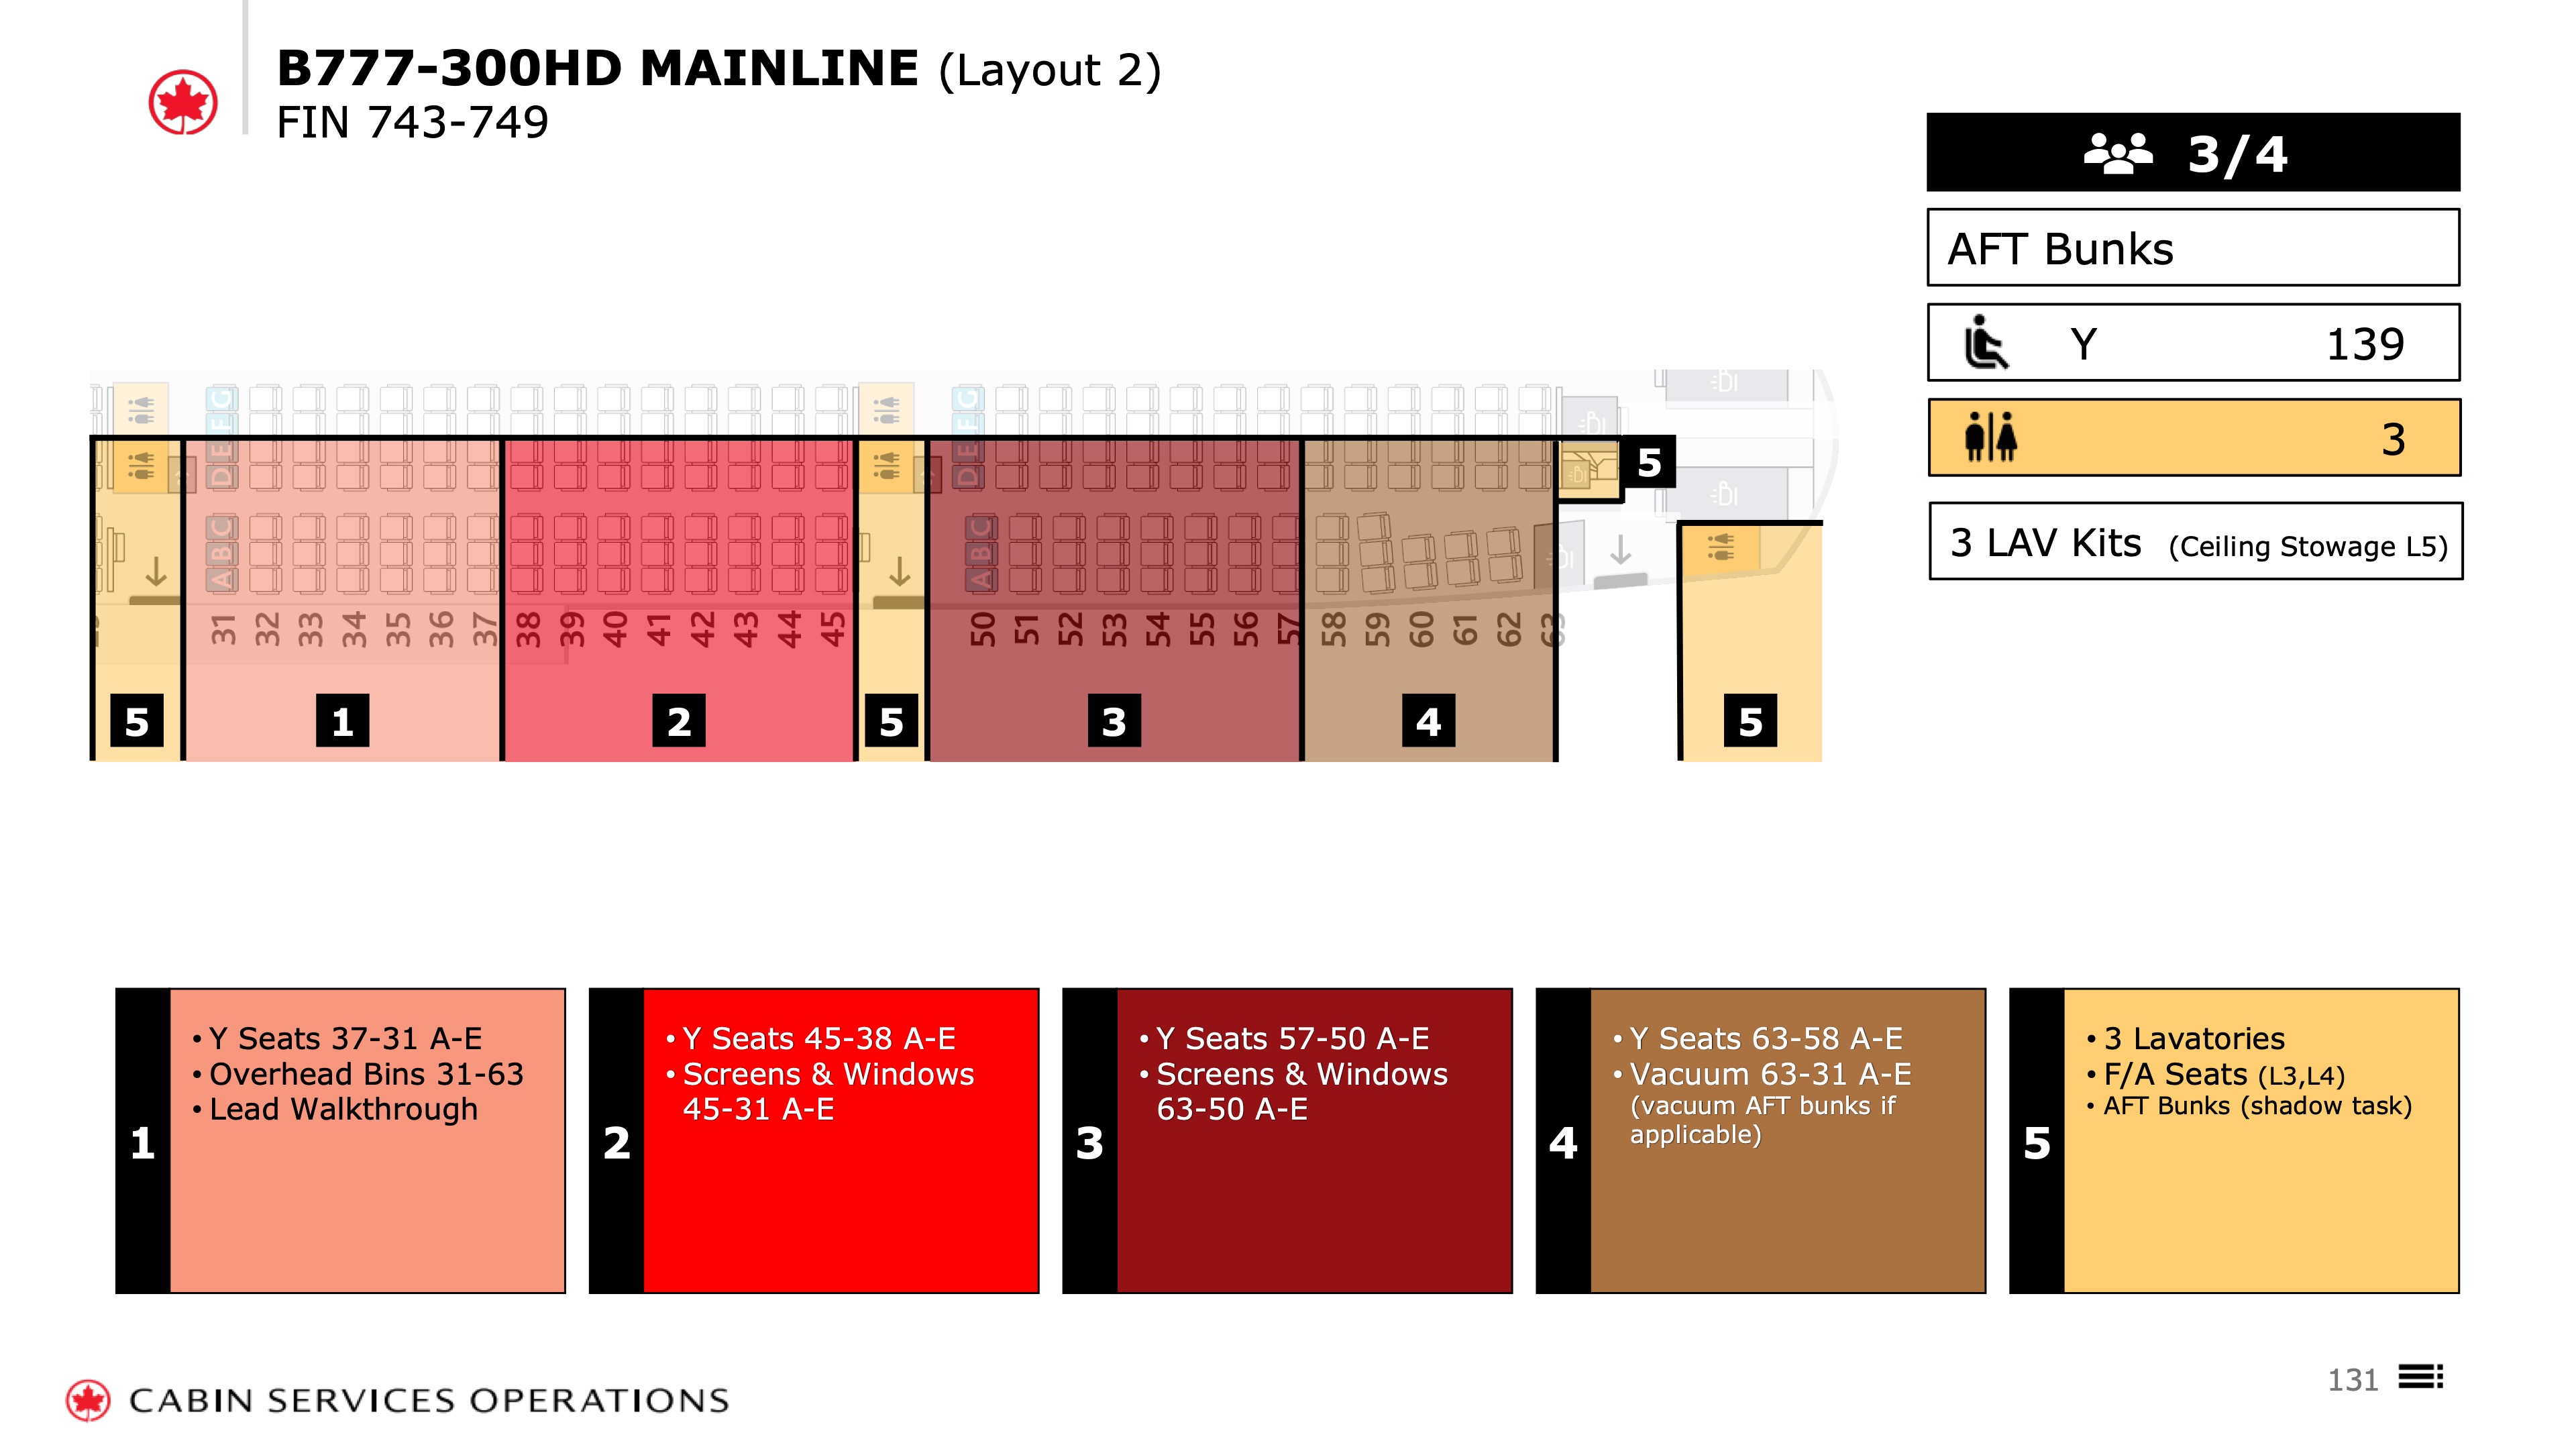 B777-300HD MAINLINE (Layout 2)
FIN 743-749
3/4
AFT Bunks
Y 139
3
3 LAV Kits (Ceiling Stowage L5)
D E F G
D E F G
A B C
A B C
31 32 33 34 35 36 37 38 39 40 41 42 43 44 45 50 51 52 53 54 55 56 57 58 59 60 61 62 63
5
5 1 2 5 3 4 5
1
• Y Seats 37-31 A-E
• Overhead Bins 31-63
• Lead Walkthrough
2
• Y Seats 45-38 A-E
• Screens & Windows
45-31 A-E
3
• Y Seats 57-50 A-E
• Screens & Windows
63-50 A-E
4
• Y Seats 63-58 A-E
• Vacuum 63-31 A-E
(vacuum AFT bunks if
applicable)
5
• 3 Lavatories
• F/A Seats (L3,L4)
• AFT Bunks (shadow task)
CABIN SERVICES OPERATIONS
131